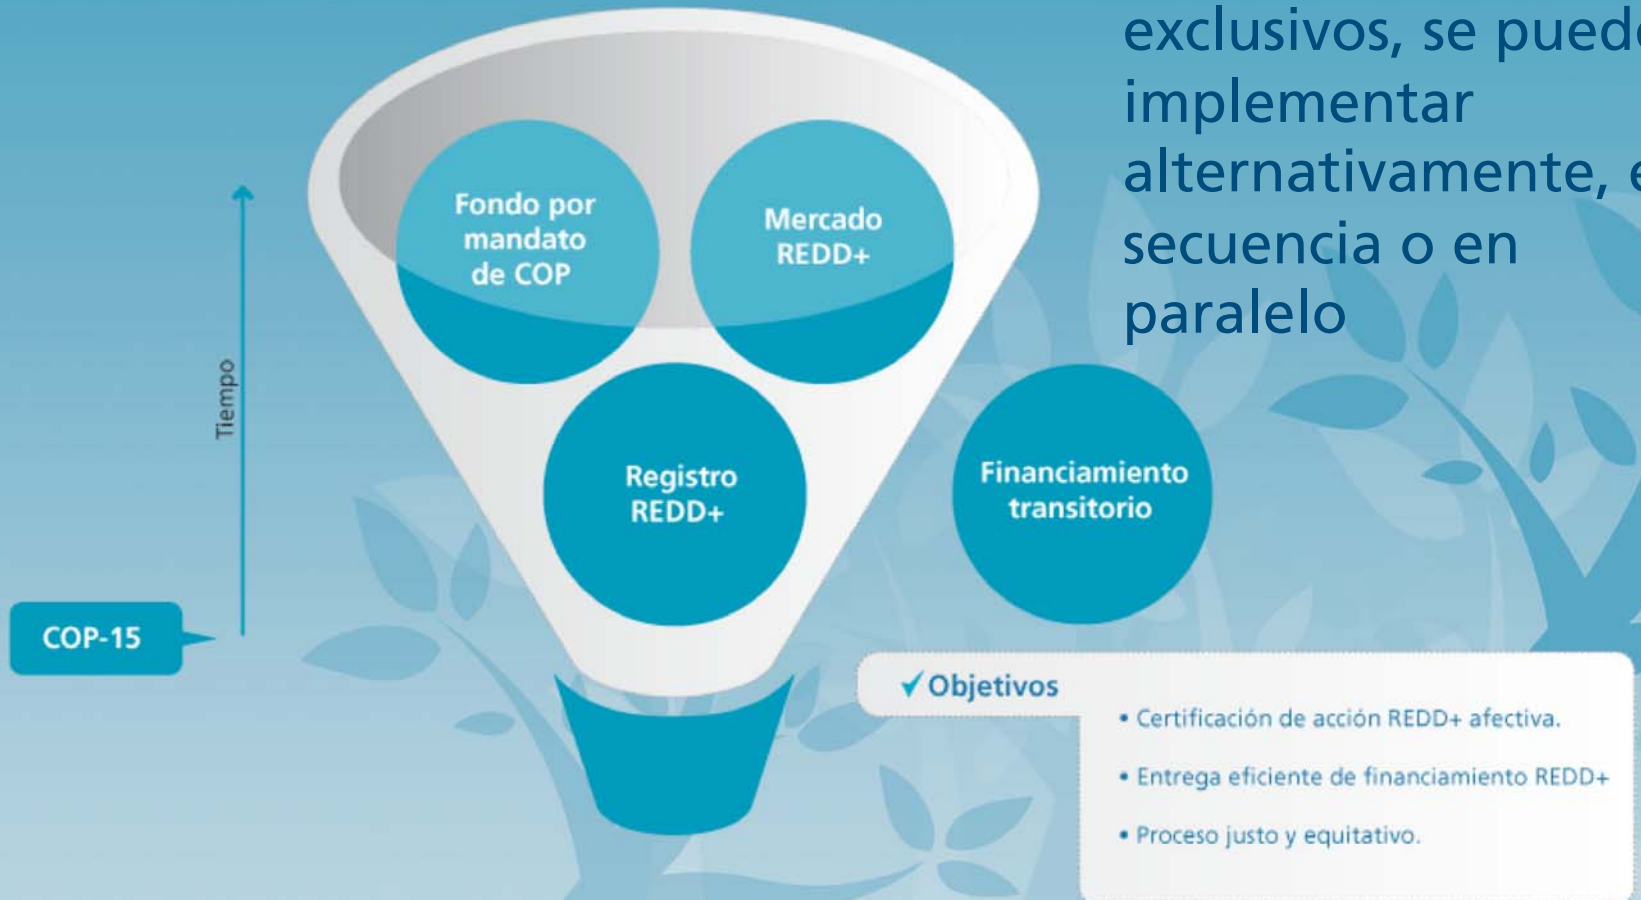 exclusivos, se puede
implementar
alternativamente, e
secuencia o en
paralelo
Fondo por
mandato
de COP
Mercado
REDD+
Tiempo
Registro
REDD+
Financiamiento
transitorio
COP-15
Objetivos
• Certificación de acción REDD+ afectiva.
• Entrega eficiente de financiamiento REDD+
• Proceso justo y equitativo.